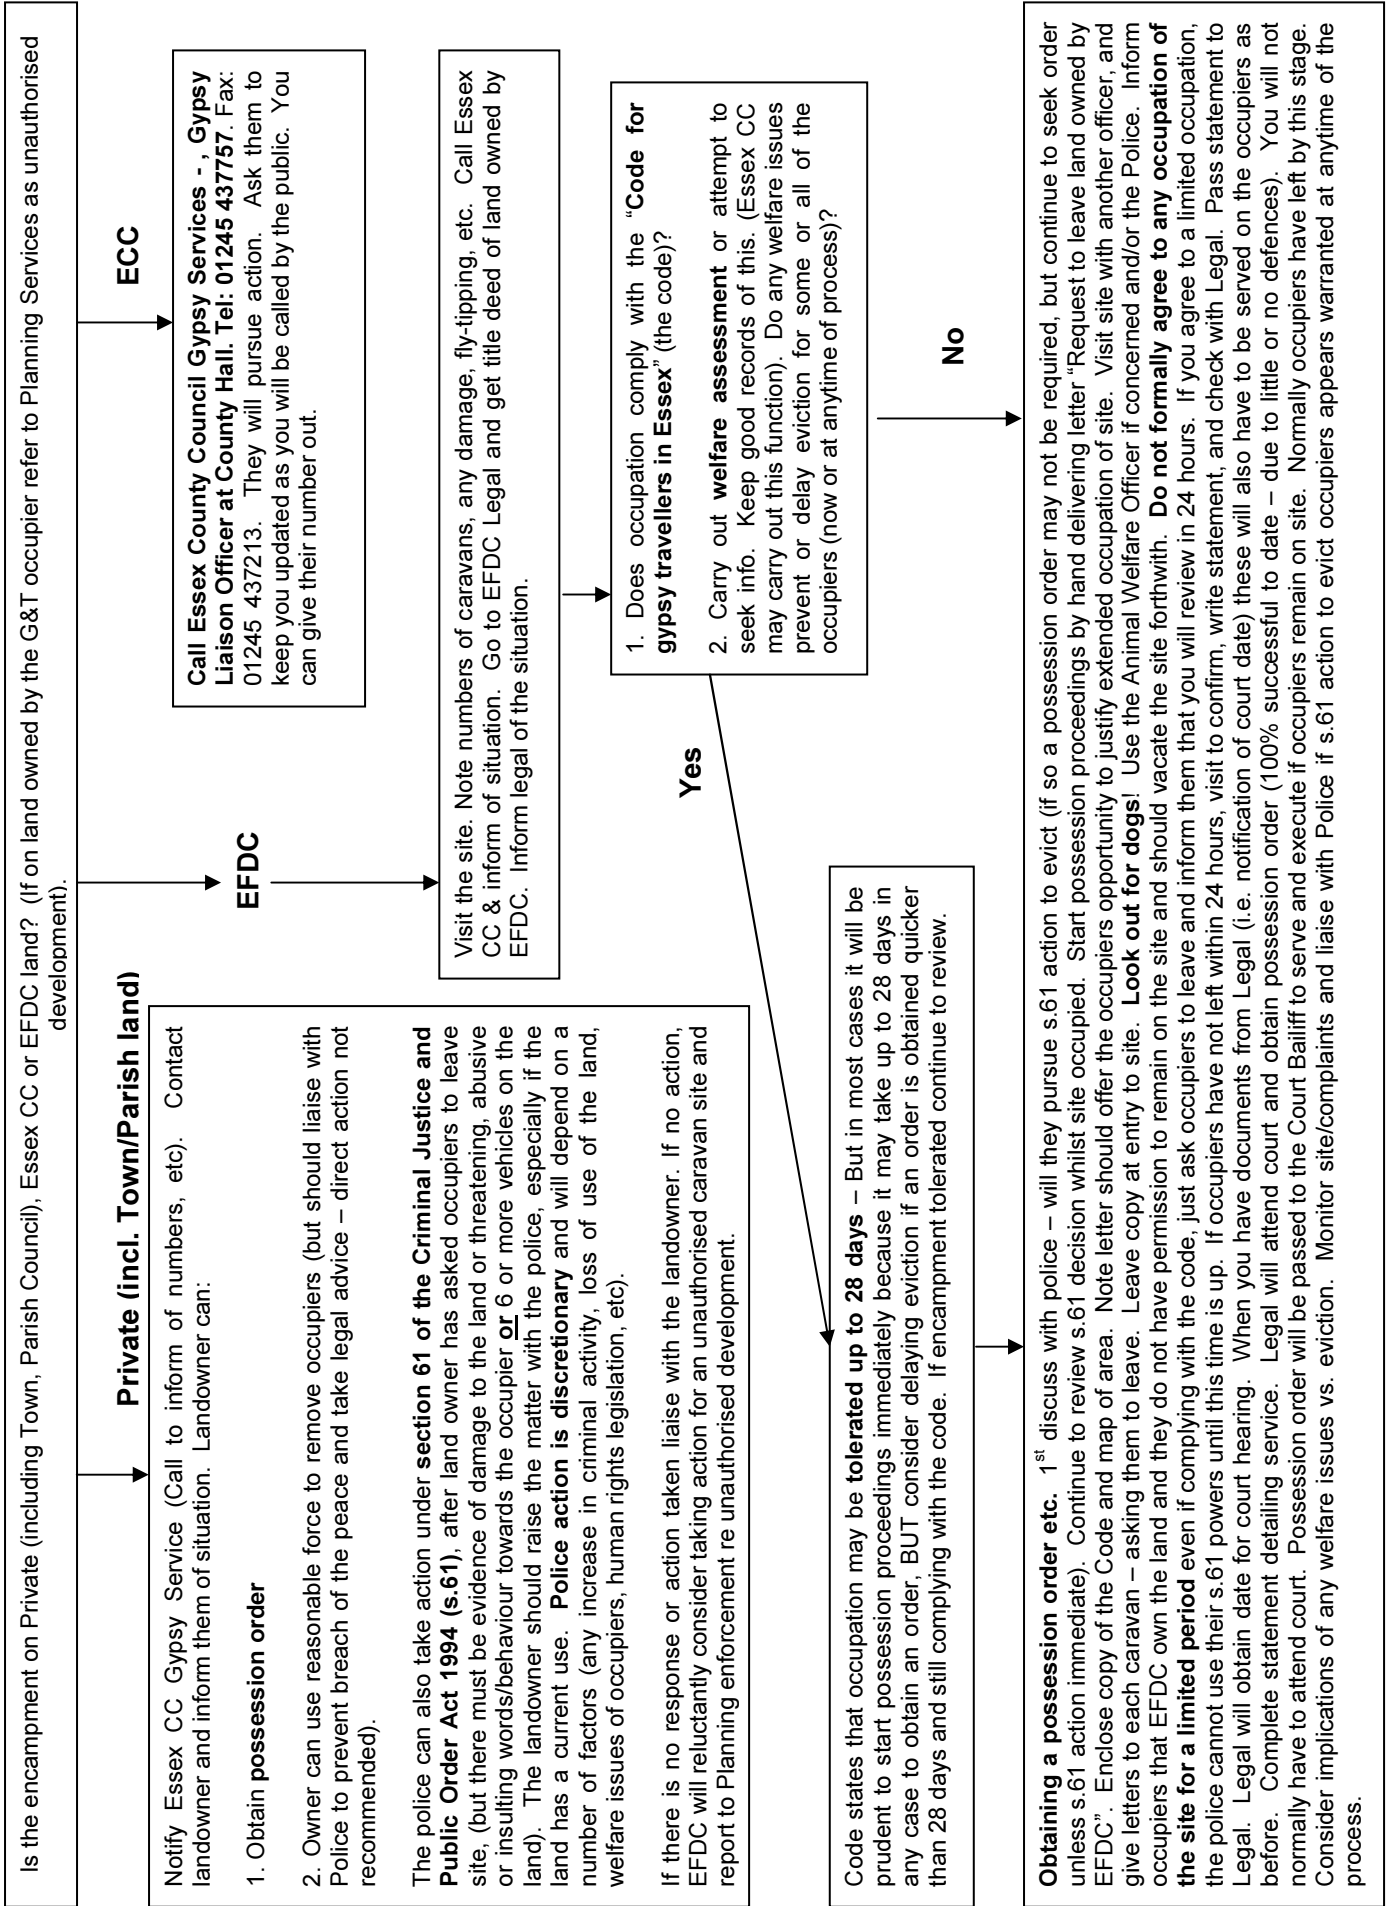 Is the encampment on Private (including Town, Parish Council), Essex CC or EFDC land? (If on land owned by the G&T occupier refer to Planning Services as unauthorised
development).
Private (incl. Town/Parish land)
EFDC
ECC
Notify Essex CC Gypsy Service (Call to inform of numbers, etc). Contact
landowner and inform them of situation. Landowner can:
1. Obtain possession order
2. Owner can use reasonable force to remove occupiers (but should liaise with
Police to prevent breach of the peace and take legal advice – direct action not
recommended).
The police can also take action under section 61 of the Criminal Justice and
Public Order Act 1994 (s.61), after land owner has asked occupiers to leave
site, (but there must be evidence of damage to the land or threatening, abusive
or insulting words/behaviour towards the occupier or 6 or more vehicles on the
land). The landowner should raise the matter with the police, especially if the
land has a current use. Police action is discretionary and will depend on a
number of factors (any increase in criminal activity, loss of use of the land,
welfare issues of occupiers, human rights legislation, etc).
If there is no response or action taken liaise with the landowner. If no action,
EFDC will reluctantly consider taking action for an unauthorised caravan site and
report to Planning enforcement re unauthorised development.
Visit the site. Note numbers of caravans, any damage, fly-tipping, etc. Call Essex
CC & inform of situation. Go to EFDC Legal and get title deed of land owned by
EFDC. Inform legal of the situation.
Call Essex County Council Gypsy Services - , Gypsy
Liaison Officer at County Hall. Tel: 01245 437757. Fax:
01245 437213. They will pursue action. Ask them to
keep you updated as you will be called by the public. You
can give their number out.
1. Does occupation comply with the “Code for
gypsy travellers in Essex” (the code)?
2. Carry out welfare assessment or attempt to
seek info. Keep good records of this. (Essex CC
may carry out this function). Do any welfare issues
prevent or delay eviction for some or all of the
occupiers (now or at anytime of process)?
Yes
No
Code states that occupation may be tolerated up to 28 days – But in most cases it will be
prudent to start possession proceedings immediately because it may take up to 28 days in
any case to obtain an order, BUT consider delaying eviction if an order is obtained quicker
than 28 days and still complying with the code. If encampment tolerated continue to review.
Obtaining a possession order etc. 1st discuss with police – will they pursue s.61 action to evict (if so a possession order may not be required, but continue to seek order
unless s.61 action immediate). Continue to review s.61 decision whilst site occupied. Start possession proceedings by hand delivering letter “Request to leave land owned by
EFDC”. Enclose copy of the Code and map of area. Note letter should offer the occupiers opportunity to justify extended occupation of site. Visit site with another officer, and
give letters to each caravan – asking them to leave. Leave copy at entry to site. Look out for dogs! Use the Animal Welfare Officer if concerned and/or the Police. Inform
occupiers that EFDC own the land and they do not have permission to remain on the site and should vacate the site forthwith. Do not formally agree to any occupation of
the site for a limited period even if complying with the code, just ask occupiers to leave and inform them that you will review in 24 hours. If you agree to a limited occupation,
the police cannot use their s.61 powers until this time is up. If occupiers have not left within 24 hours, visit to confirm, write statement, and check with Legal. Pass statement to
Legal. Legal will obtain date for court hearing. When you have documents from Legal (i.e. notification of court date) these will also have to be served on the occupiers as
before. Complete statement detailing service. Legal will attend court and obtain possession order (100% successful to date – due to little or no defences). You will not
normally have to attend court. Possession order will be passed to the Court Bailiff to serve and execute if occupiers remain on site. Normally occupiers have left by this stage.
Consider implications of any welfare issues vs. eviction. Monitor site/complaints and liaise with Police if s.61 action to evict occupiers appears warranted at anytime of the
process.